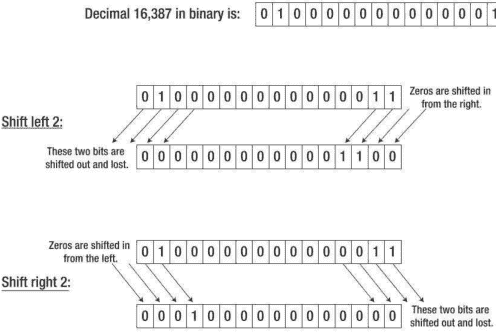 Decimal 16,387 in binary is: 0 1 0 0 0 0 0 0 0 0 0 0 0 0 1
0 1 0 0 0 0 0 0 0 0 0 0 0 0 1 1
Zeros are shifted in
from the right.
Shift left 2:
These two bits are
shifted out and lost.
0 0 0 0 0 0 0 0 0 0 0 0 1 1 0 0
Zeros are shifted in
from the left.
0 1 0 0 0 0 0 0 0 0 0 0 0 0 1 1
Shift right 2:
0 0 0 1 0 0 0 0 0 0 0 0 0 0 0 0
These two bits are
shifted out and lost.